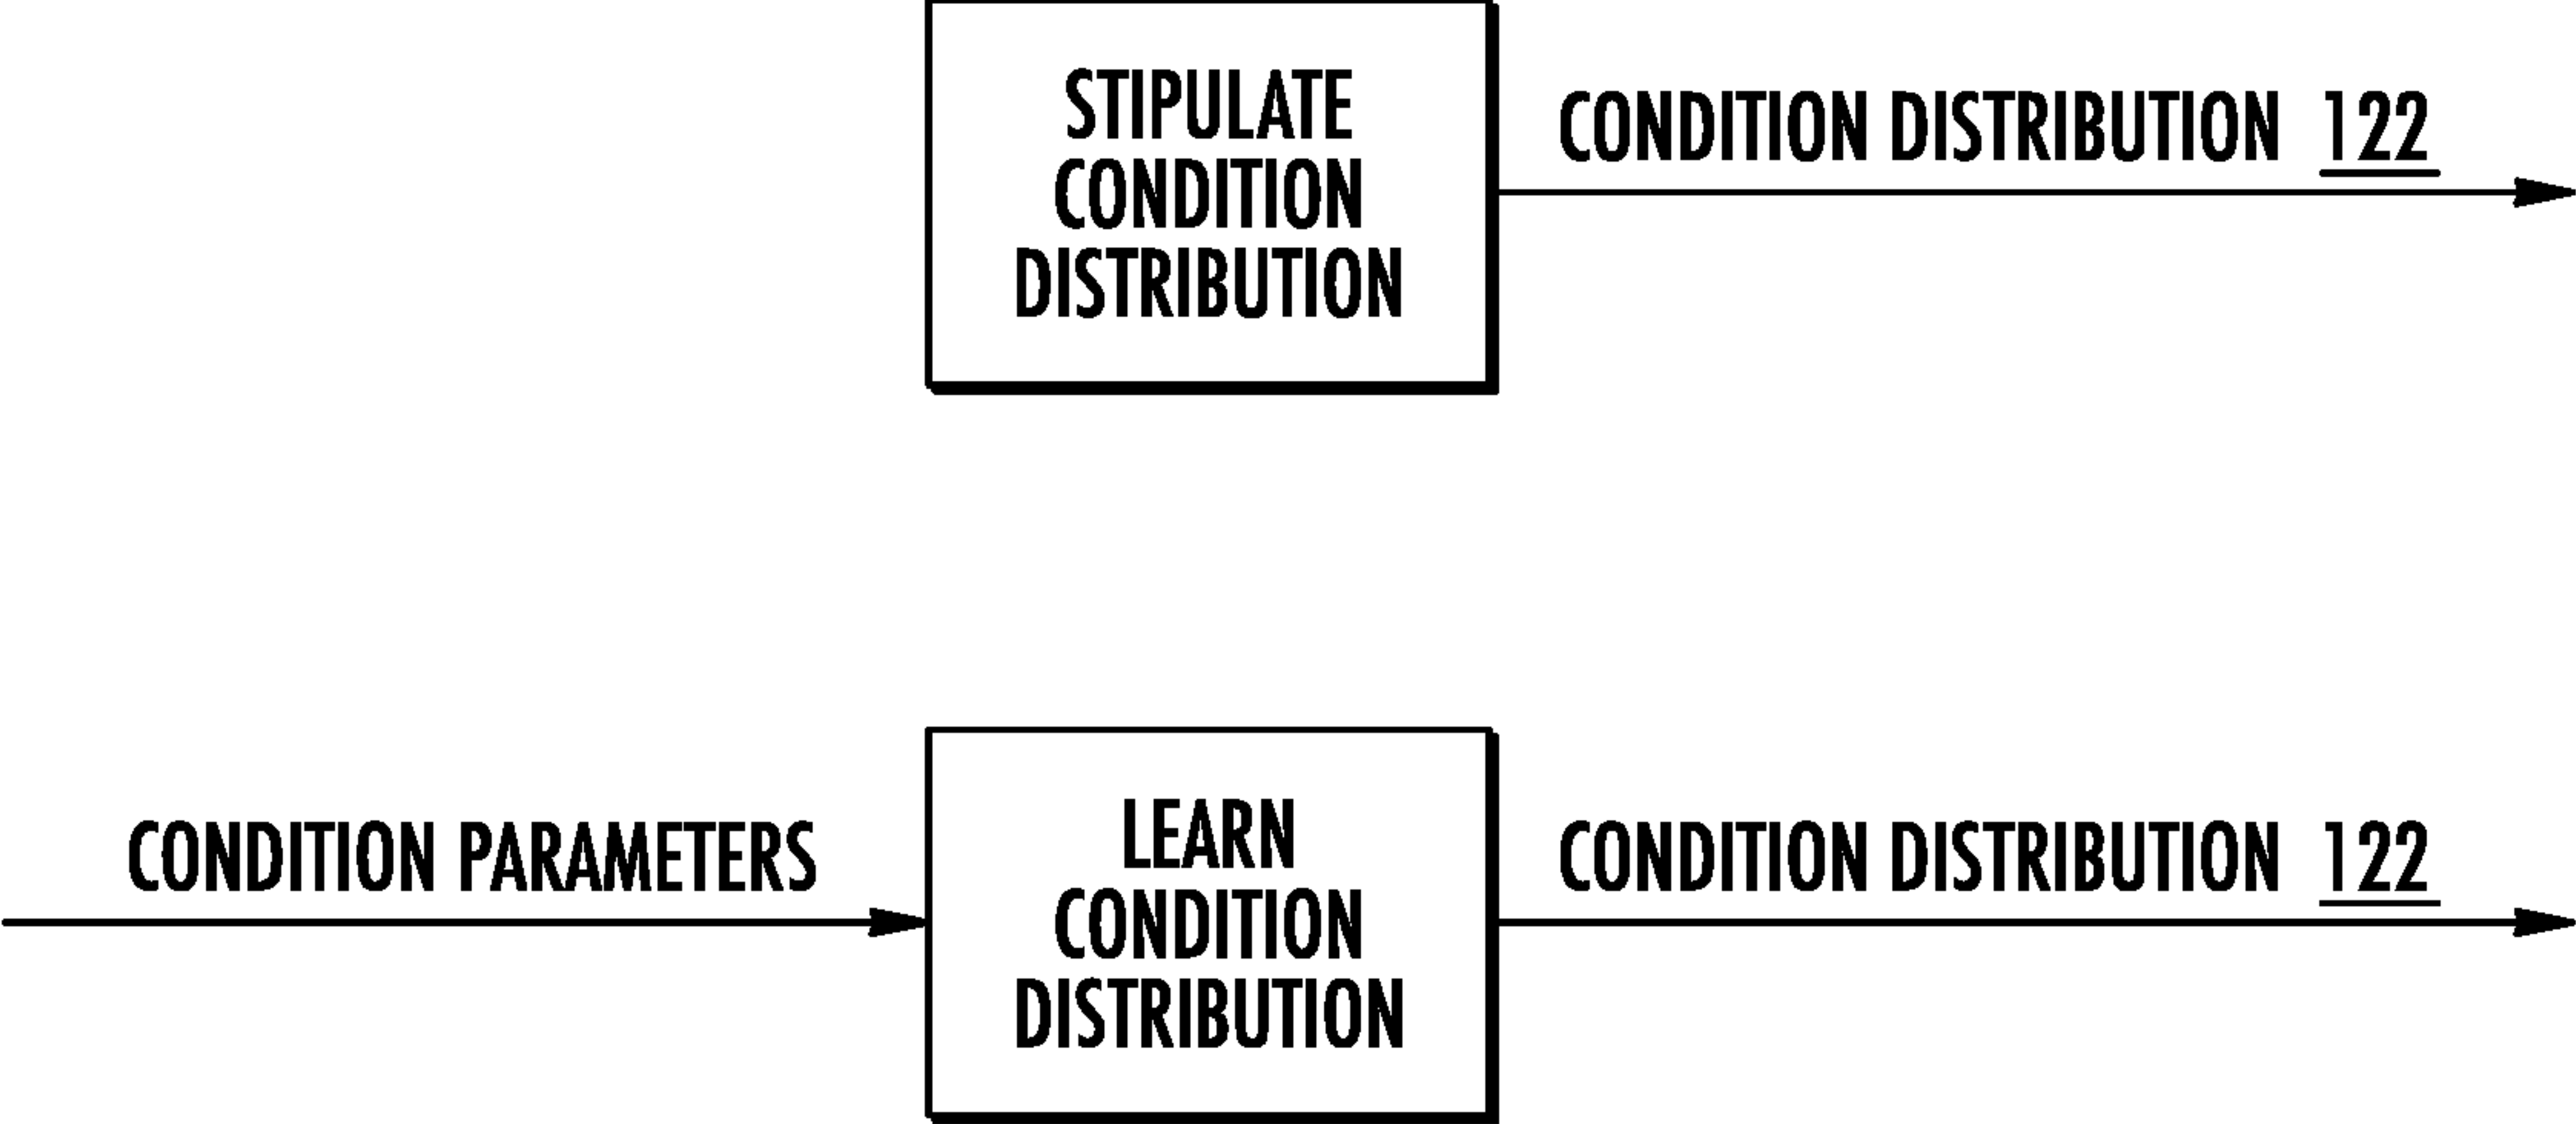 STIPULATE
CONDITION
DISTRIBUTION
CONDITION DISTRIBUTION 122
CONDITION PARAMETERS
LEARN
CONDITION
DISTRIBUTION
CONDITION DISTRIBUTION 122